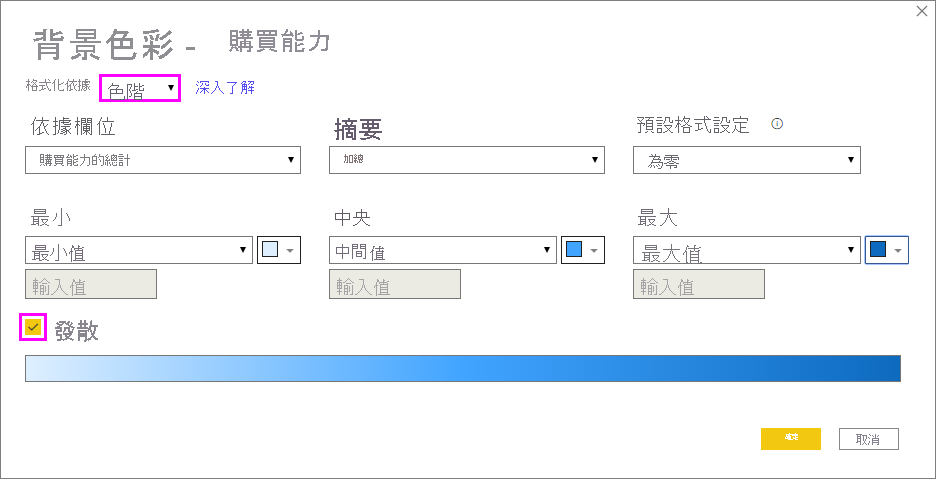 背景色彩 - 購買能力
格式化依據 色階 深入了解
依據欄位 摘要 預設格式設定
購買能力的總計 加總 為零
最小 中央 最大
最小值 中間值 最大值
輸入值 輸入值 輸入值
發散
確定 取消